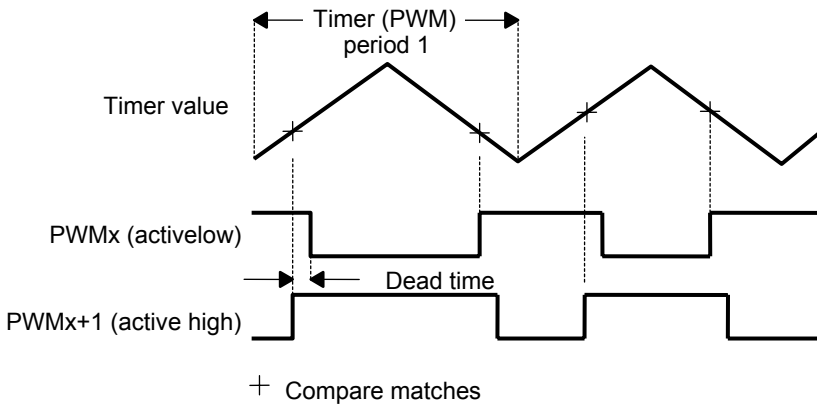 Timer (PWM)
period 1
Timer value
PWMx (activelow)
Dead time
PWMx+1 (active high)
Compare matches